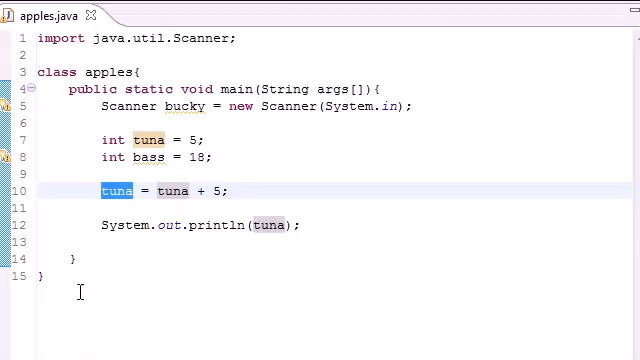 apples.java
1 import java.util.Scanner;
2
3 class apples{
4 public static void main(String args[]){
5 Scanner bucky = new Scanner(System.in);
6
7 int tuna = 5;
8 int bass = 18;
9
10 tuna = tuna + 5;
11
12 System.out.println(tuna);
13
14 }
15 }